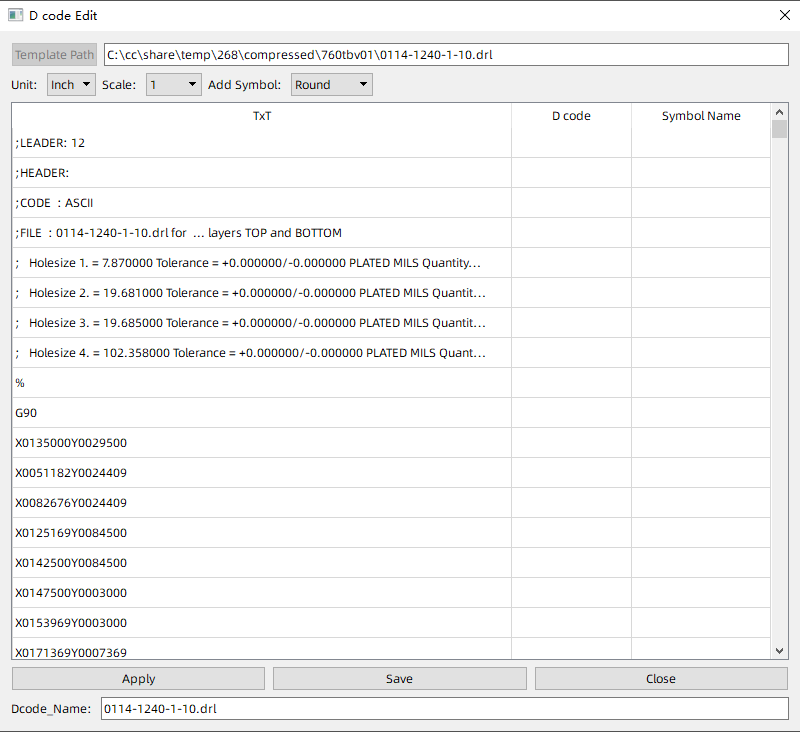 D code Edit
Template Path C:\cc\share\temp\268\compressed\760tbv01\0114-1240-1-10.drl
Unit: Inch Scale: 1 Add Symbol: Round
TxT D code Symbol Name
;LEADER: 12
;HEADER:
;CODE : ASCII
;FILE : 0114-1240-1-10.drl for ... layers TOP and BOTTOM
; Holesize 1. = 7.870000 Tolerance = +0.000000/-0.000000 PLATED MILS Quantity...
; Holesize 2. = 19.681000 Tolerance = +0.000000/-0.000000 PLATED MILS Quantit...
; Holesize 3. = 19.685000 Tolerance = +0.000000/-0.000000 PLATED MILS Quantit...
; Holesize 4. = 102.358000 Tolerance = +0.000000/-0.000000 PLATED MILS Quant...
%
G90
X0135000Y0029500
X0051182Y0024409
X0082676Y0024409
X0125169Y0084500
X0142500Y0084500
X0147500Y0003000
X0153969Y0003000
X0171369Y0007369
Apply Save Close
Dcode_Name: 0114-1240-1-10.drl